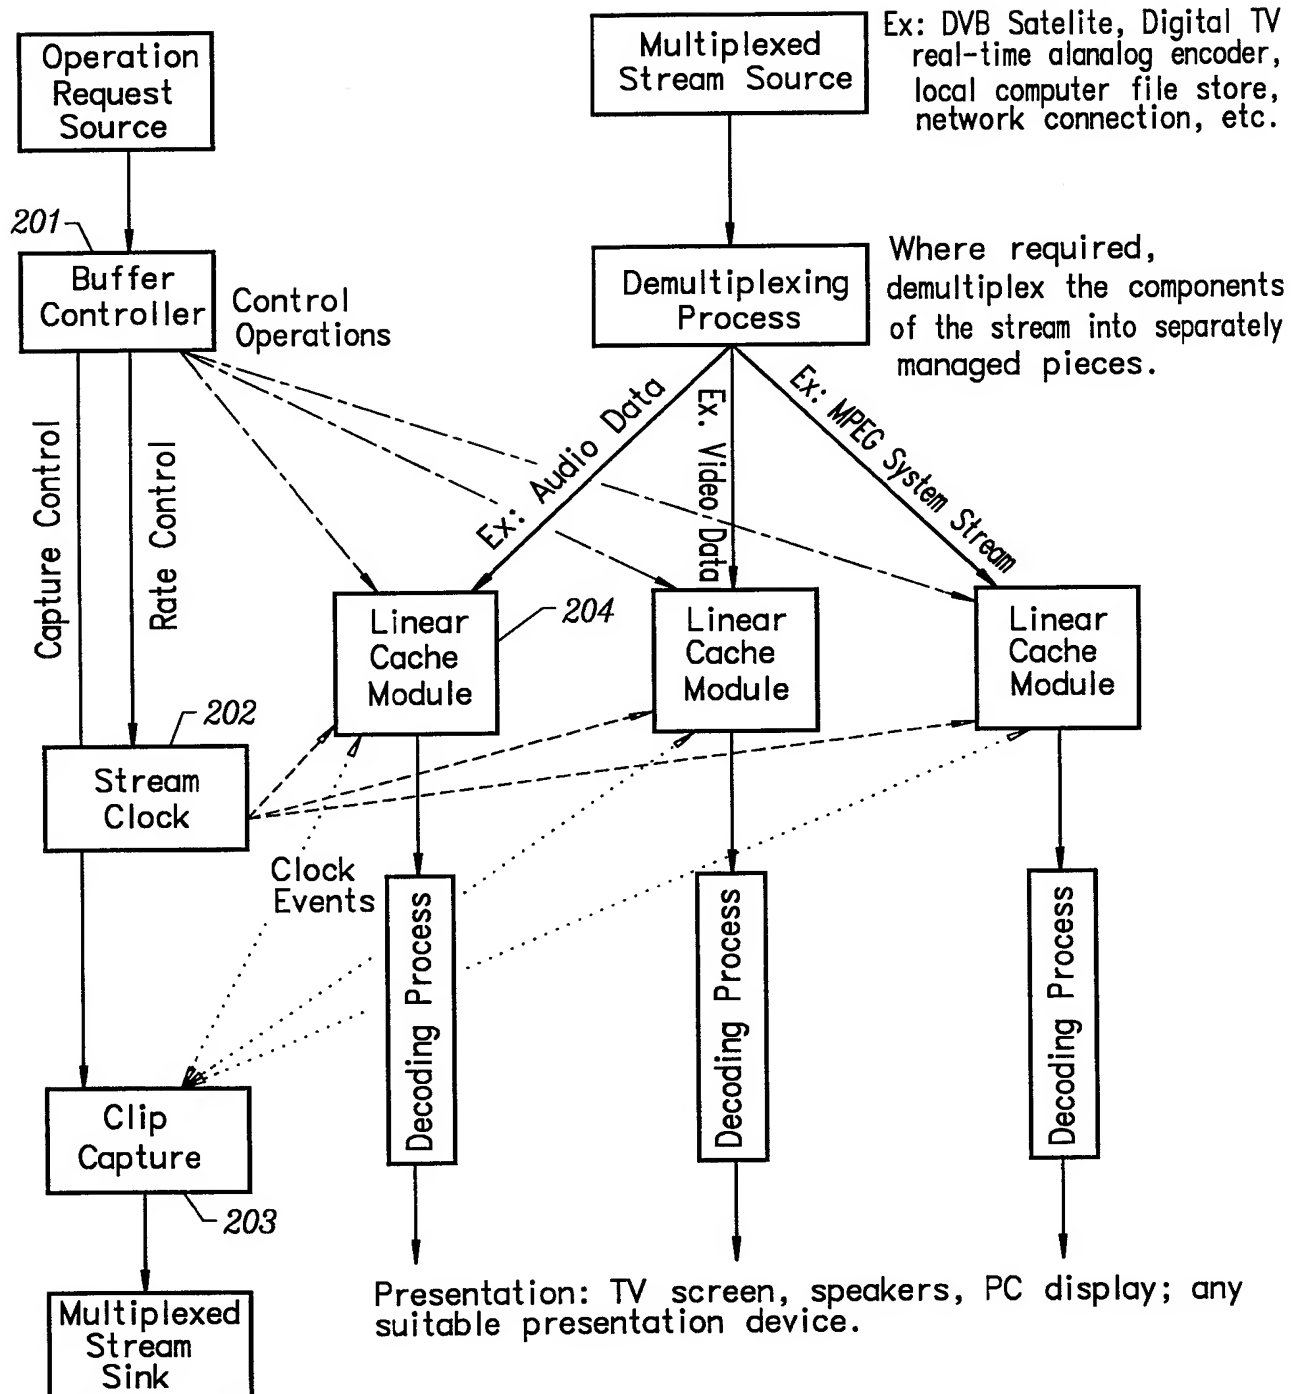 Operation
Request
Source
Multiplexed
Stream Source
Ex: DVB Satelite, Digital TV
real-time alanalog encoder,
local computer file store,
network connection, etc.
201
Buffer
Controller
Control
Operations
Demultiplexing
Process
Where required,
demultiplex the components
of the stream into separately
managed pieces.
Capture Control
Rate Control
Ex: Audio Data
Ex. Video Data
Ex: MPEG System Stream
Linear
Cache
Module
204
Linear
Cache
Module
Linear
Cache
Module
202
Stream
Clock
Clock
Events
Decoding Process
Decoding Process
Decoding Process
Clip
Capture
203
Multiplexed
Stream
Sink
Presentation: TV screen, speakers, PC display; any
suitable presentation device.